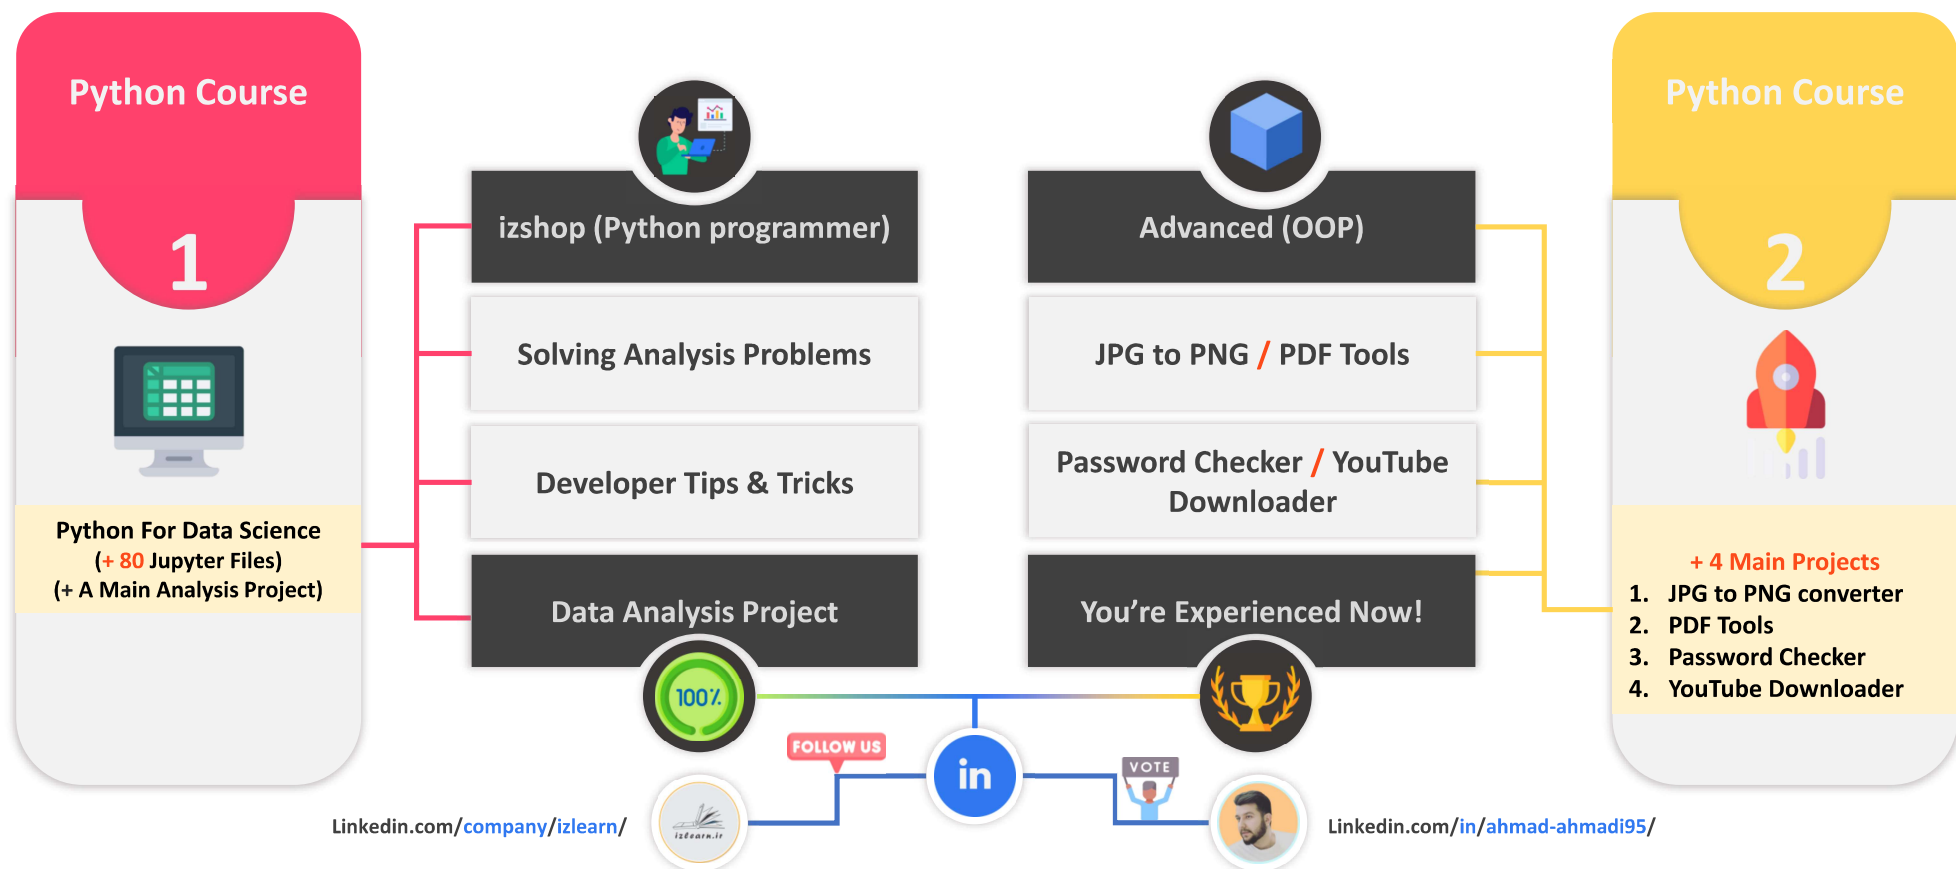 Python Course
1
Python For Data Science
(+ 80 Jupyter Files)
(+ A Main Analysis Project)
izshop (Python programmer)
Solving Analysis Problems
Developer Tips & Tricks
Data Analysis Project
100%
Advanced (OOP)
JPG to PNG / PDF Tools
Password Checker / YouTube
Downloader
You’re Experienced Now!
Python Course
2
+ 4 Main Projects
1. JPG to PNG converter
2. PDF Tools
3. Password Checker
4. YouTube Downloader
FOLLOW US
in
VOTE
Linkedin.com/company/izlearn/
izlearn.ir
Linkedin.com/in/ahmad-ahmadi95/